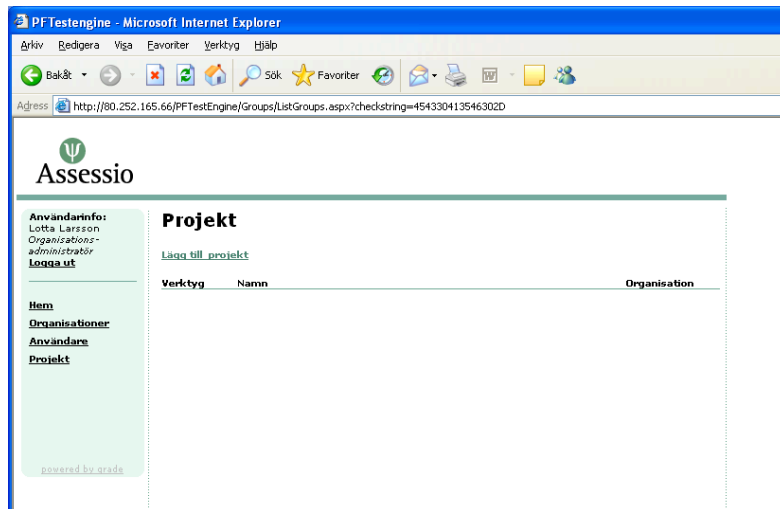 PFTestengine - Microsoft Internet Explorer
Arkiv Redigera Visa Favoriter Verktyg Hjälp
Bakåt Sök Favoriter
Adress http://80.252.165.66/PFTestEngine/Groups/ListGroups.aspx?checkstring=454330413546302D
Assessio
Användarinfo:
Lotta Larsson
Organisations-
administratör
Logga ut
Hem
Organisationer
Användare
Projekt
powered by grade
Projekt
Lägg till projekt
Verktyg Namn Organisation